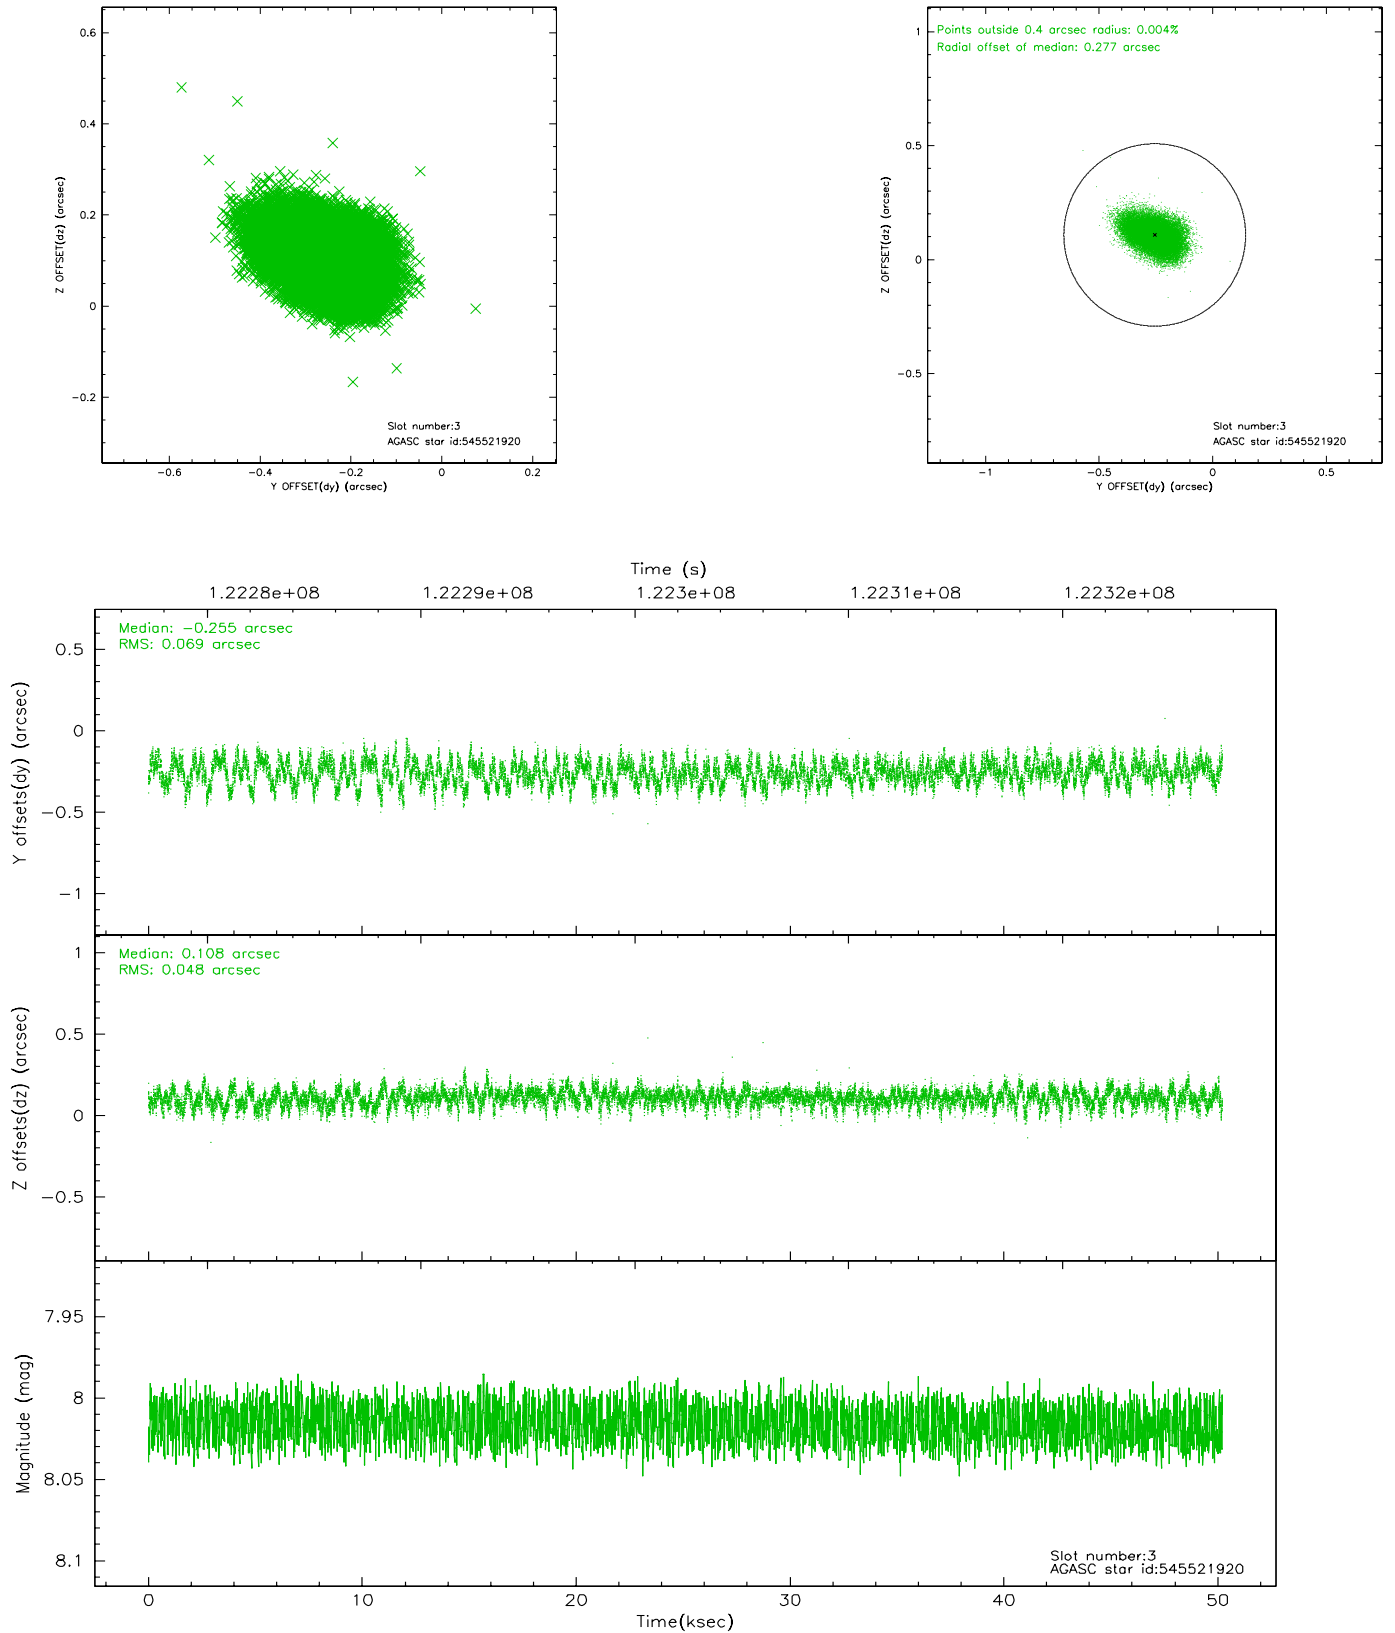 0.6
0.4
0.2
0
−0.2
Z OFFSET(dz) (arcsec)
Slot number:3
AGASC star id:545521920
−0.6 −0.4 −0.2 0 0.2
Y OFFSET(dy) (arcsec)
Points outside 0.4 arcsec radius: 0.004%
Radial offset of median: 0.277 arcsec
1
0.5
0
−0.5
Z OFFSET(dz) (arcsec)
Slot number:3
AGASC star id:545521920
−1 −0.5 0 0.5
Y OFFSET(dy) (arcsec)
Time (s)
1.2228e+08 1.2229e+08 1.223e+08 1.2231e+08 1.2232e+08
Median: −0.255 arcsec
RMS: 0.069 arcsec
0.5
0
−0.5
−1
Y offsets(dy) (arcsec)
Median: 0.108 arcsec
RMS: 0.048 arcsec
1
0.5
0
−0.5
Z offsets(dz) (arcsec)
7.95
8
8.05
8.1
Magnitude (mag)
Slot number:3
AGASC star id:545521920
0 10 20 30 40 50
Time(ksec)